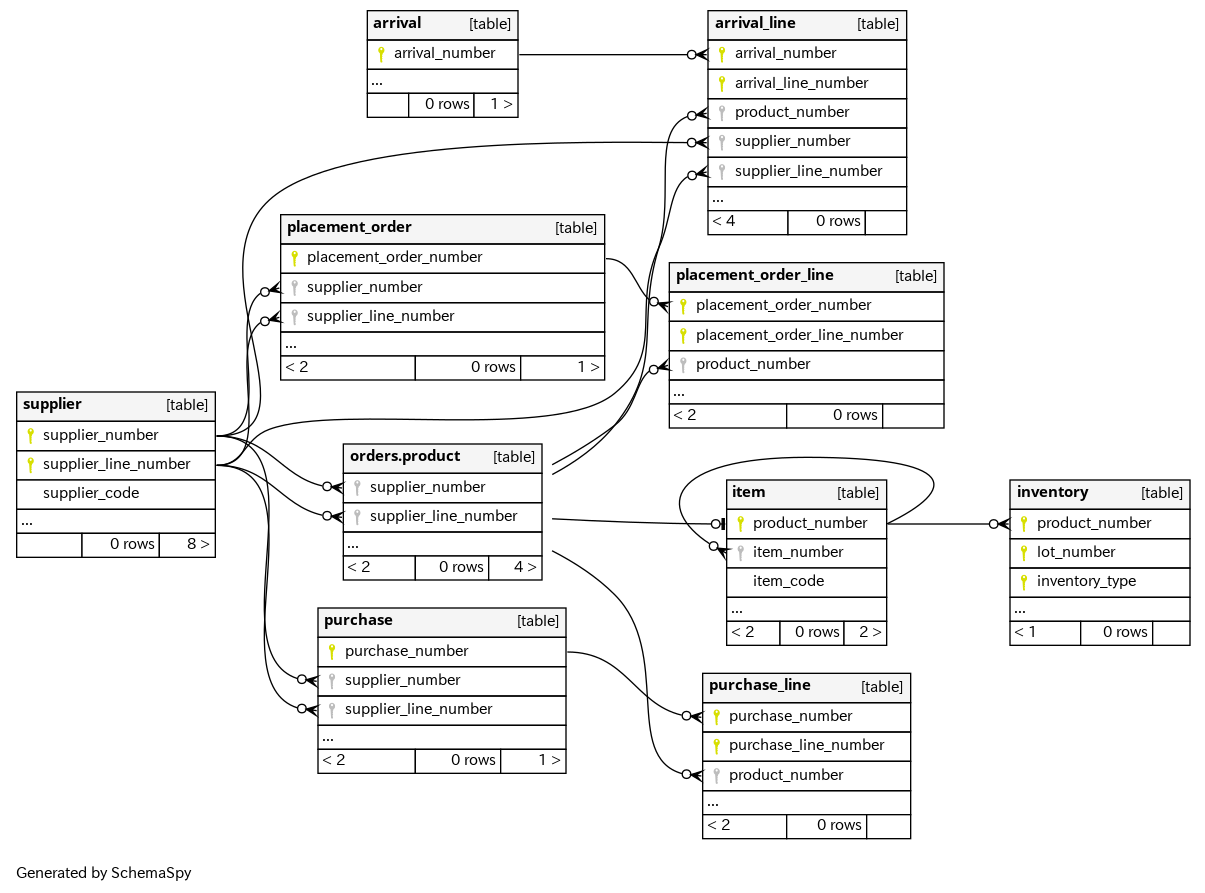 arrival [table]
arrival_number
...
0 rows 1 >
arrival_line [table]
arrival_number
arrival_line_number
product_number
supplier_number
supplier_line_number
...
< 4 0 rows
placement_order [table]
placement_order_number
supplier_number
supplier_line_number
...
< 2 0 rows 1 >
placement_order_line [table]
placement_order_number
placement_order_line_number
product_number
...
< 2 0 rows
supplier [table]
supplier_number
supplier_line_number
supplier_code
...
0 rows 8 >
orders.product [table]
supplier_number
supplier_line_number
...
< 2 0 rows 4 >
item [table]
product_number
item_number
item_code
...
< 2 0 rows 2 >
inventory [table]
product_number
lot_number
inventory_type
...
< 1 0 rows
purchase [table]
purchase_number
supplier_number
supplier_line_number
...
< 2 0 rows 1 >
purchase_line [table]
purchase_number
purchase_line_number
product_number
...
< 2 0 rows
Generated by SchemaSpy